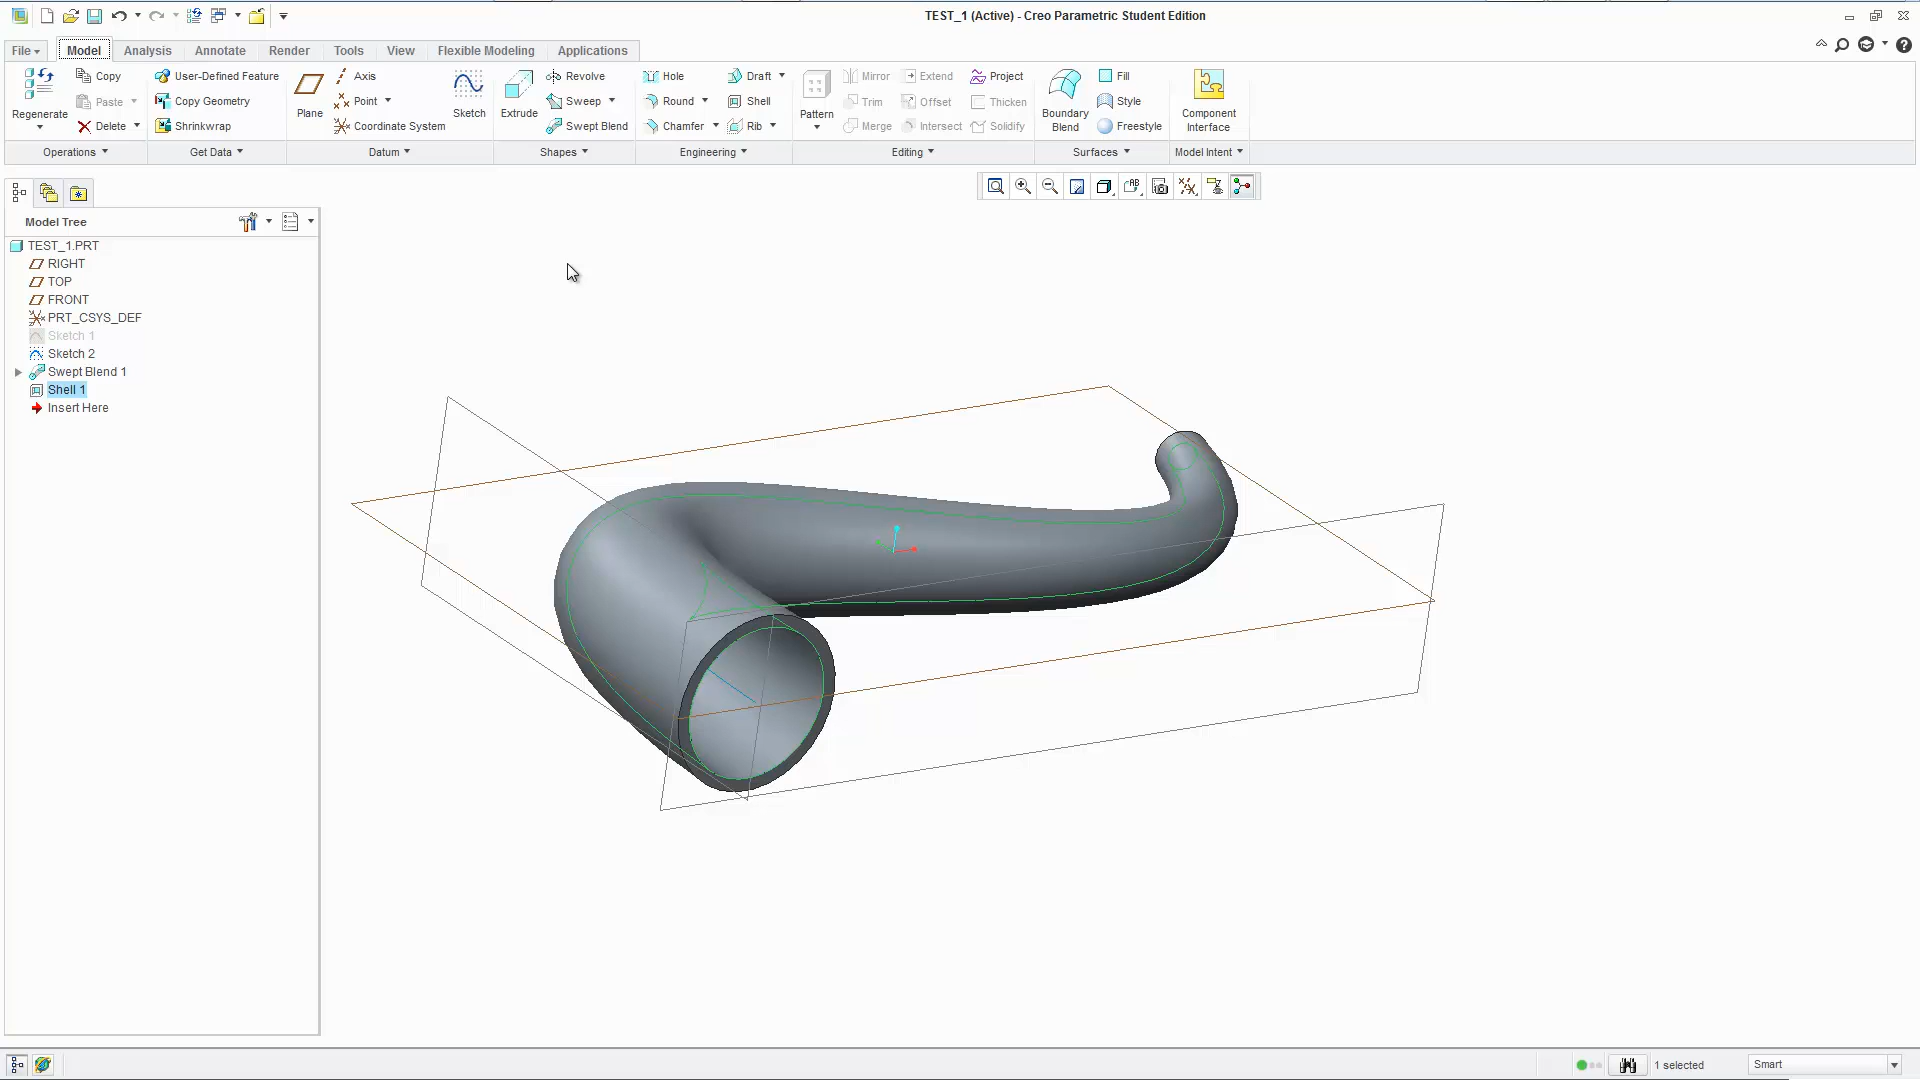 TEST_1 (Active) - Creo Parametric Student Edition
File Model Analysis Annotate Render Tools View Flexible Modeling Applications
Regenerate
Copy
Paste
Delete
Operations
User-Defined Feature
Copy Geometry
Shrinkwrap
Get Data
Plane
Axis
Point
Coordinate System
Sketch
Datum
Extrude
Revolve
Sweep
Swept Blend
Shapes
Hole
Round
Chamfer
Draft
Shell
Rib
Engineering
Pattern
Mirror
Trim
Merge
Extend
Offset
Intersect
Project
Thicken
Solidify
Editing
Boundary
Blend
Fill
Style
Freestyle
Surfaces
Component
Interface
Model Intent
Model Tree
TEST_1.PRT
RIGHT
TOP
FRONT
PRT_CSYS_DEF
Sketch 1
Sketch 2
Swept Blend 1
Shell 1
Insert Here
1 selected
Smart